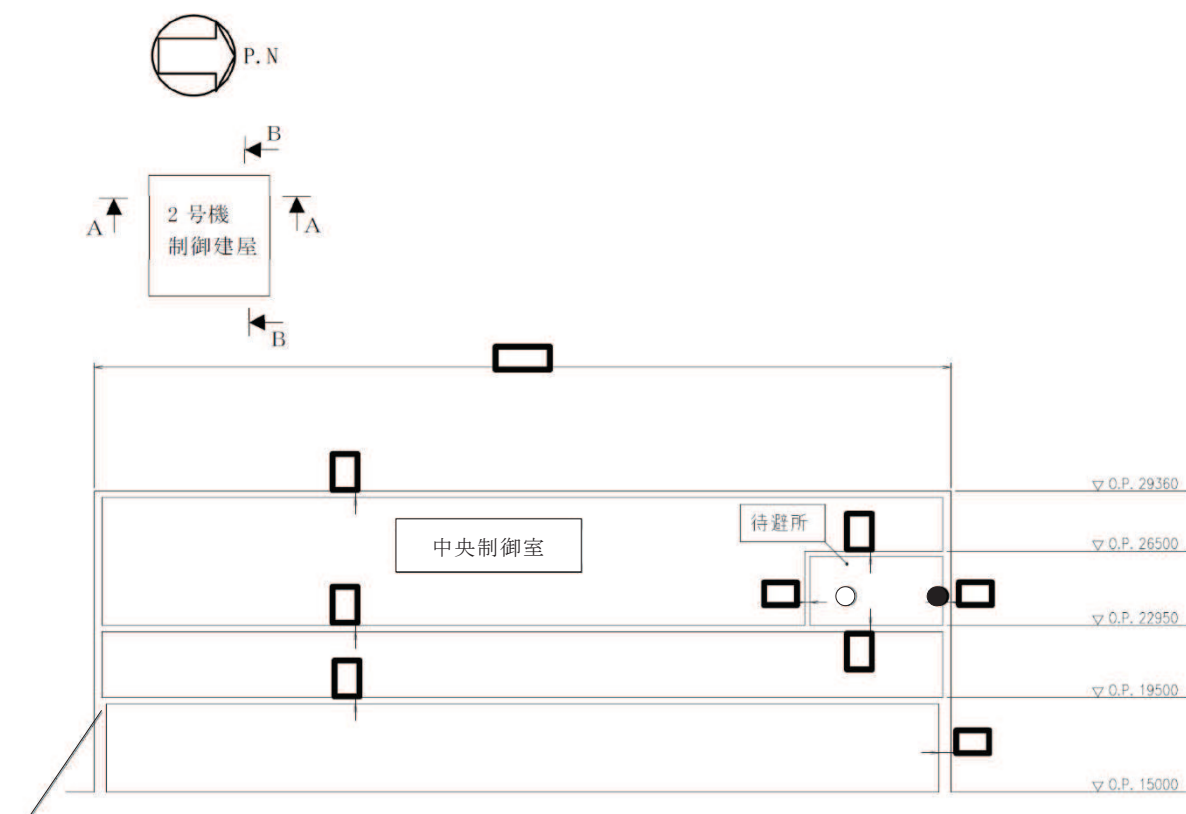 P.N
B
A
2 号機
制御建屋
A
B
中央制御室
待避所
▽ O.P. 29360
▽ O.P. 26500
▽ O.P. 22950
▽ O.P. 19500
▽ O.P. 15000